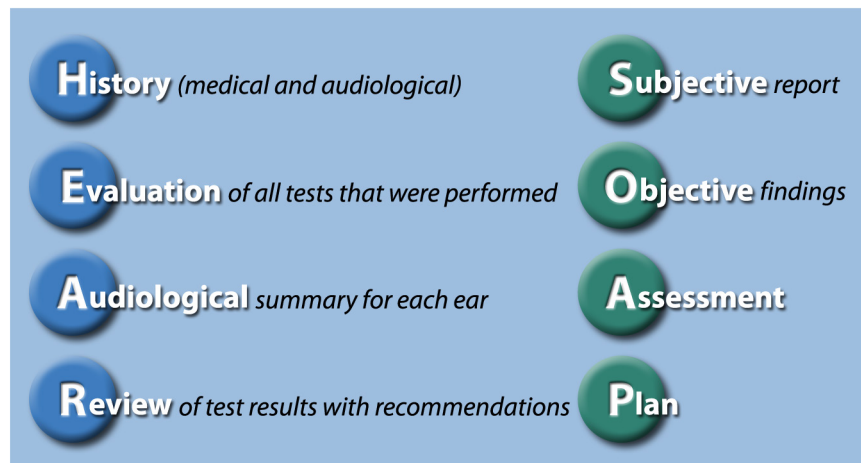 History (medical and audiological)
Evaluation of all tests that were performed
Audiological summary for each ear
Review of test results with recommendations
Subjective report
Objective findings
Assessment
Plan